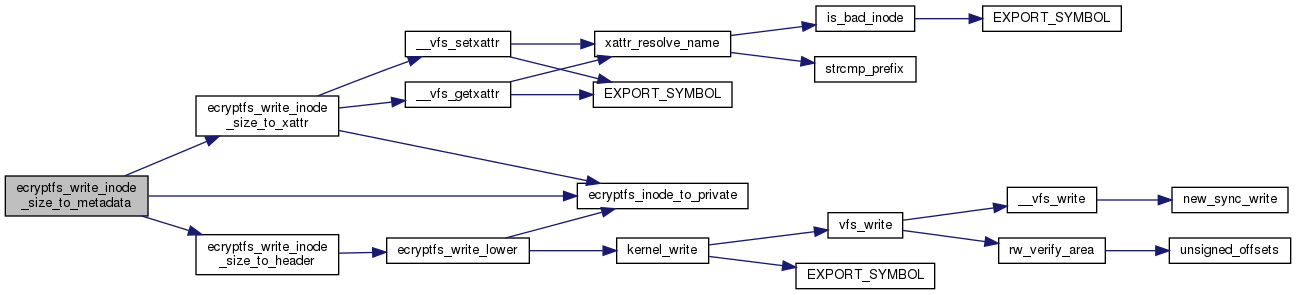 is_bad_inode
EXPORT_SYMBOL
__vfs_setxattr
xattr_resolve_name
strcmp_prefix
__vfs_getxattr
EXPORT_SYMBOL
ecryptfs_write_inode
_size_to_xattr
ecryptfs_write_inode
_size_to_metadata
ecryptfs_inode_to_private
__vfs_write
new_sync_write
vfs_write
ecryptfs_write_inode
_size_to_header
ecryptfs_write_lower
kernel_write
rw_verify_area
unsigned_offsets
EXPORT_SYMBOL